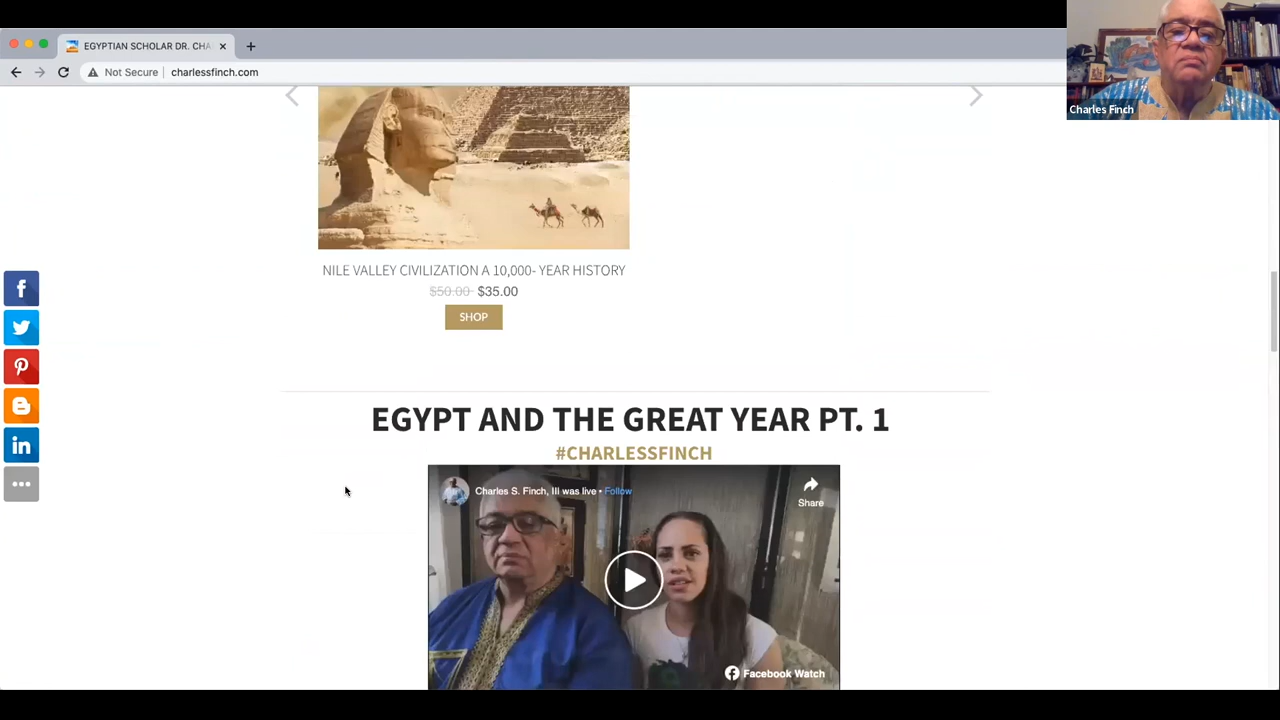 EGYPTIAN SCHOLAR DR. CHA
Not Secure
charlessfinch.com
Charles Finch
NILE VALLEY CIVILIZATION A 10,000- YEAR HISTORY
$50.00 $35.00
SHOP
EGYPT AND THE GREAT YEAR PT. 1
#CHARLESSFINCH
Charles S. Finch, III was live • Follow
Share
Facebook Watch